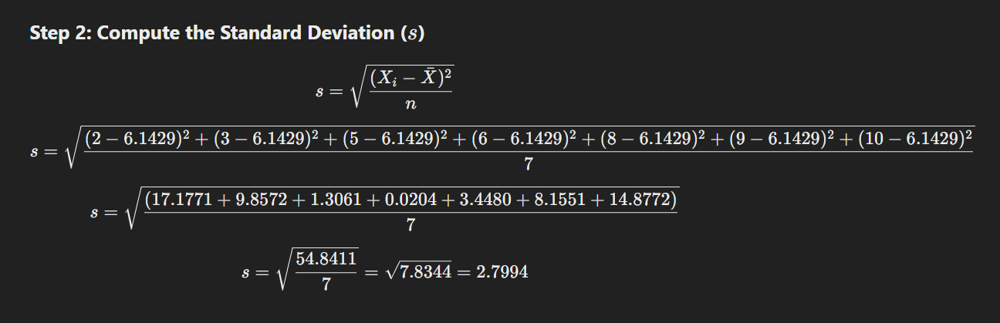 Step 2: Compute the Standard Deviation (s)
s = √((X_i − X̄)² / n)
s = √(((2 − 6.1429)² + (3 − 6.1429)² + (5 − 6.1429)² + (6 − 6.1429)² + (8 − 6.1429)² + (9 − 6.1429)² + (10 − 6.1429)²) / 7)
s = √((17.1771 + 9.8572 + 1.3061 + 0.0204 + 3.4480 + 8.1551 + 14.8772) / 7)
s = √(54.8411 / 7) = √7.8344 = 2.7994